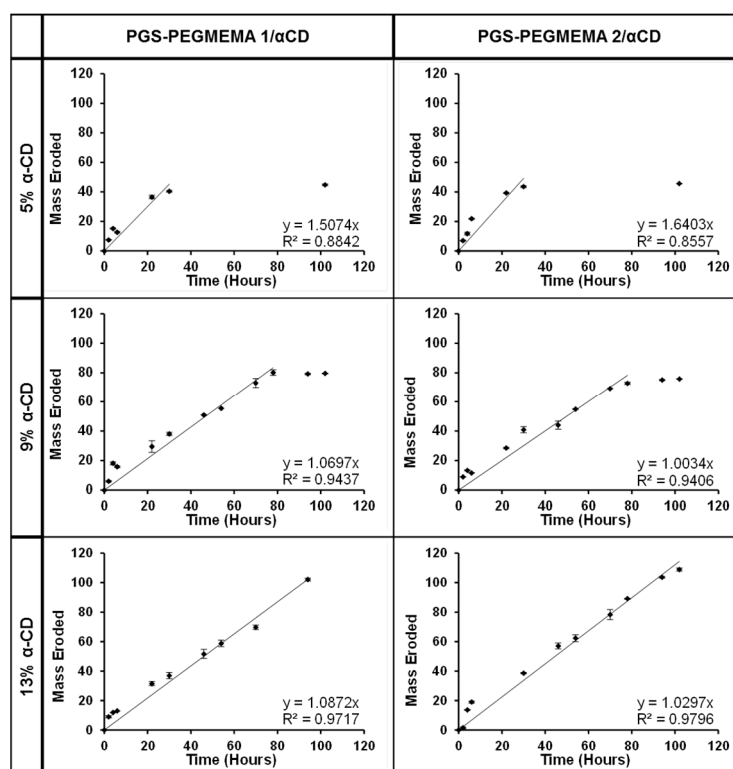 PGS-PEGMEMA 1/αCD
PGS-PEGMEMA 2/αCD
5% α-CD
Mass Eroded
120
100
80
60
40
20
0
y = 1.5074x
R² = 0.8842
0 20 40 60 80 100 120
Time (Hours)
Mass Eroded
120
100
80
60
40
20
0
y = 1.6403x
R² = 0.8557
0 20 40 60 80 100 120
Time (Hours)
9% α-CD
Mass Eroded
120
100
80
60
40
20
0
y = 1.0697x
R² = 0.9437
0 20 40 60 80 100 120
Time (Hours)
Mass Eroded
120
100
80
60
40
20
0
y = 1.0034x
R² = 0.9406
0 20 40 60 80 100 120
Time (Hours)
13% α-CD
Mass Eroded
120
100
80
60
40
20
0
y = 1.0872x
R² = 0.9717
0 20 40 60 80 100 120
Time (Hours)
Mass Eroded
120
100
80
60
40
20
0
y = 1.0297x
R² = 0.9796
0 20 40 60 80 100 120
Time (Hours)